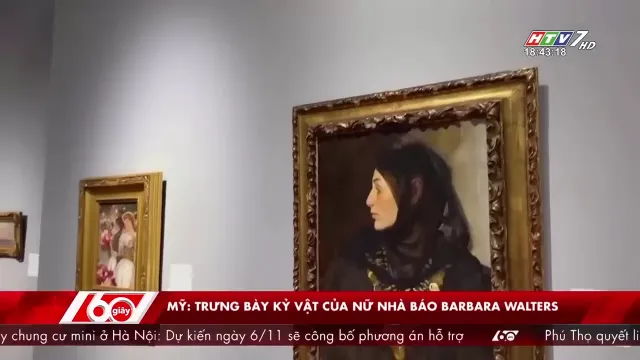 HTV7 HD
18:43:18
60 giây
MỸ: TRƯNG BÀY KỶ VẬT CỦA NỮ NHÀ BÁO BARBARA WALTERS
y chung cư mini ở Hà Nội: Dự kiến ngày 6/11 sẽ công bố phương án hỗ trợ 60 Phú Thọ quyết li